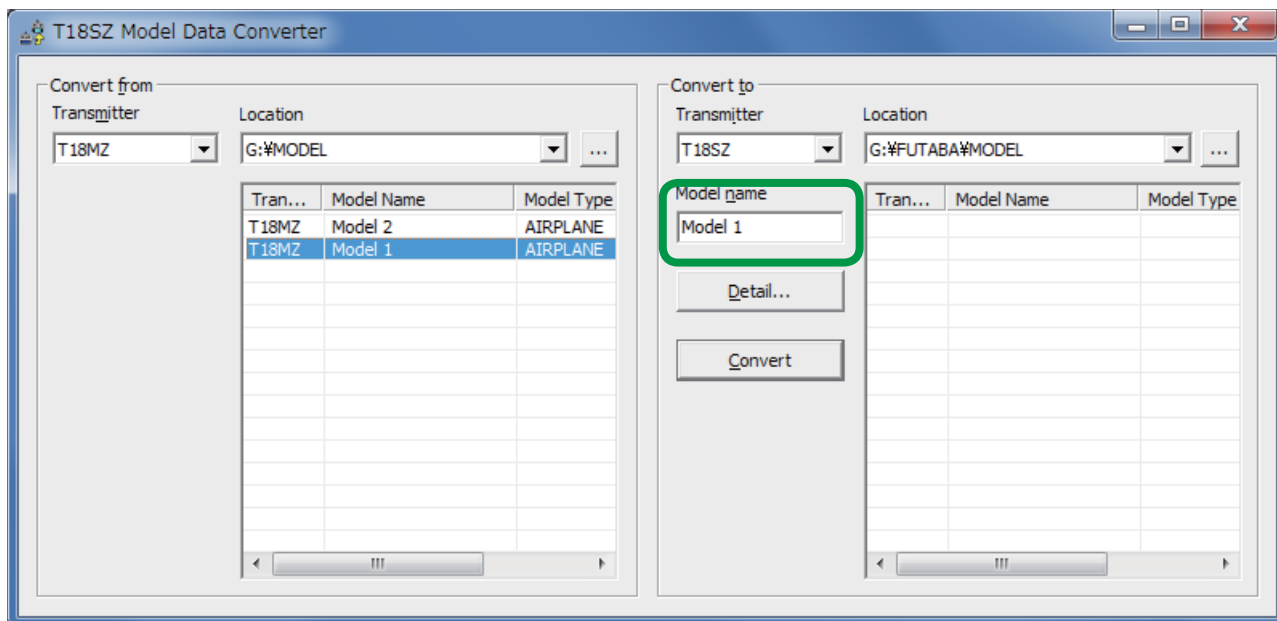 T18SZ Model Data Converter
Convert from
Transmitter
Location
T18MZ
G:¥MODEL
...
Tran... Model Name Model Type
T18MZ Model 2 AIRPLANE
T18MZ Model 1 AIRPLANE
Convert to
Transmitter
Location
T18SZ
G:¥FUTABA¥MODEL
...
Model name
Model 1
Detail...
Convert
Tran... Model Name Model Type